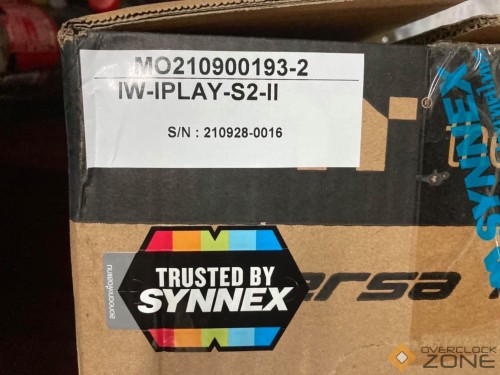 MO210900193-2
IW-IPLAY-S2-II
S/N : 210928-0016
SYNNEX
TRUSTED BY
SYNNEX
ersa
OVERCLOCK
ZONE